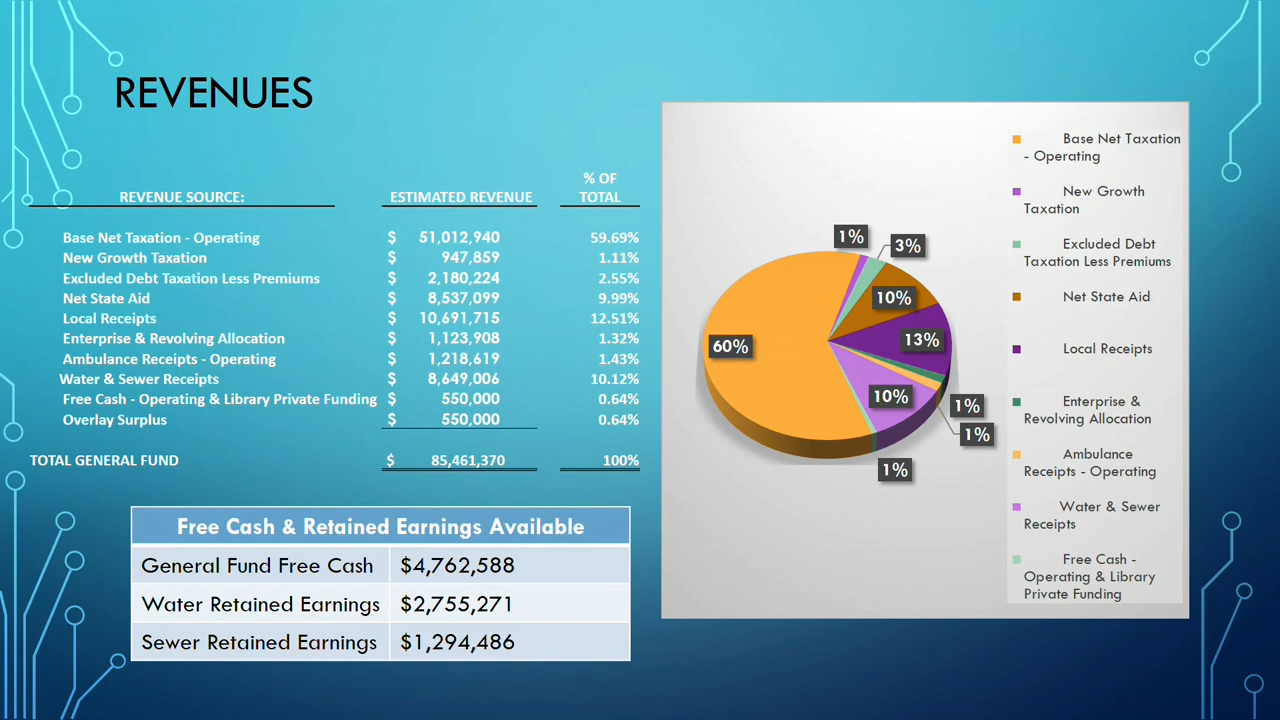 REVENUES
REVENUE SOURCE: ESTIMATED REVENUE % OF TOTAL
Base Net Taxation - Operating $ 51,012,940 59.69%
New Growth Taxation $ 947,859 1.11%
Excluded Debt Taxation Less Premiums $ 2,180,224 2.55%
Net State Aid $ 8,537,099 9.99%
Local Receipts $ 10,691,715 12.51%
Enterprise & Revolving Allocation $ 1,123,908 1.32%
Ambulance Receipts - Operating $ 1,218,619 1.43%
Water & Sewer Receipts $ 8,649,006 10.12%
Free Cash - Operating & Library Private Funding $ 550,000 0.64%
Overlay Surplus $ 550,000 0.64%
TOTAL GENERAL FUND $ 85,461,370 100%
Free Cash & Retained Earnings Available
General Fund Free Cash $4,762,588
Water Retained Earnings $2,755,271
Sewer Retained Earnings $1,294,486
1%
3%
10%
13%
60%
10%
1%
1%
1%
Base Net Taxation
- Operating
New Growth
Taxation
Excluded Debt
Taxation Less Premiums
Net State Aid
Local Receipts
Enterprise &
Revolving Allocation
Ambulance
Receipts - Operating
Water & Sewer
Receipts
Free Cash -
Operating & Library
Private Funding